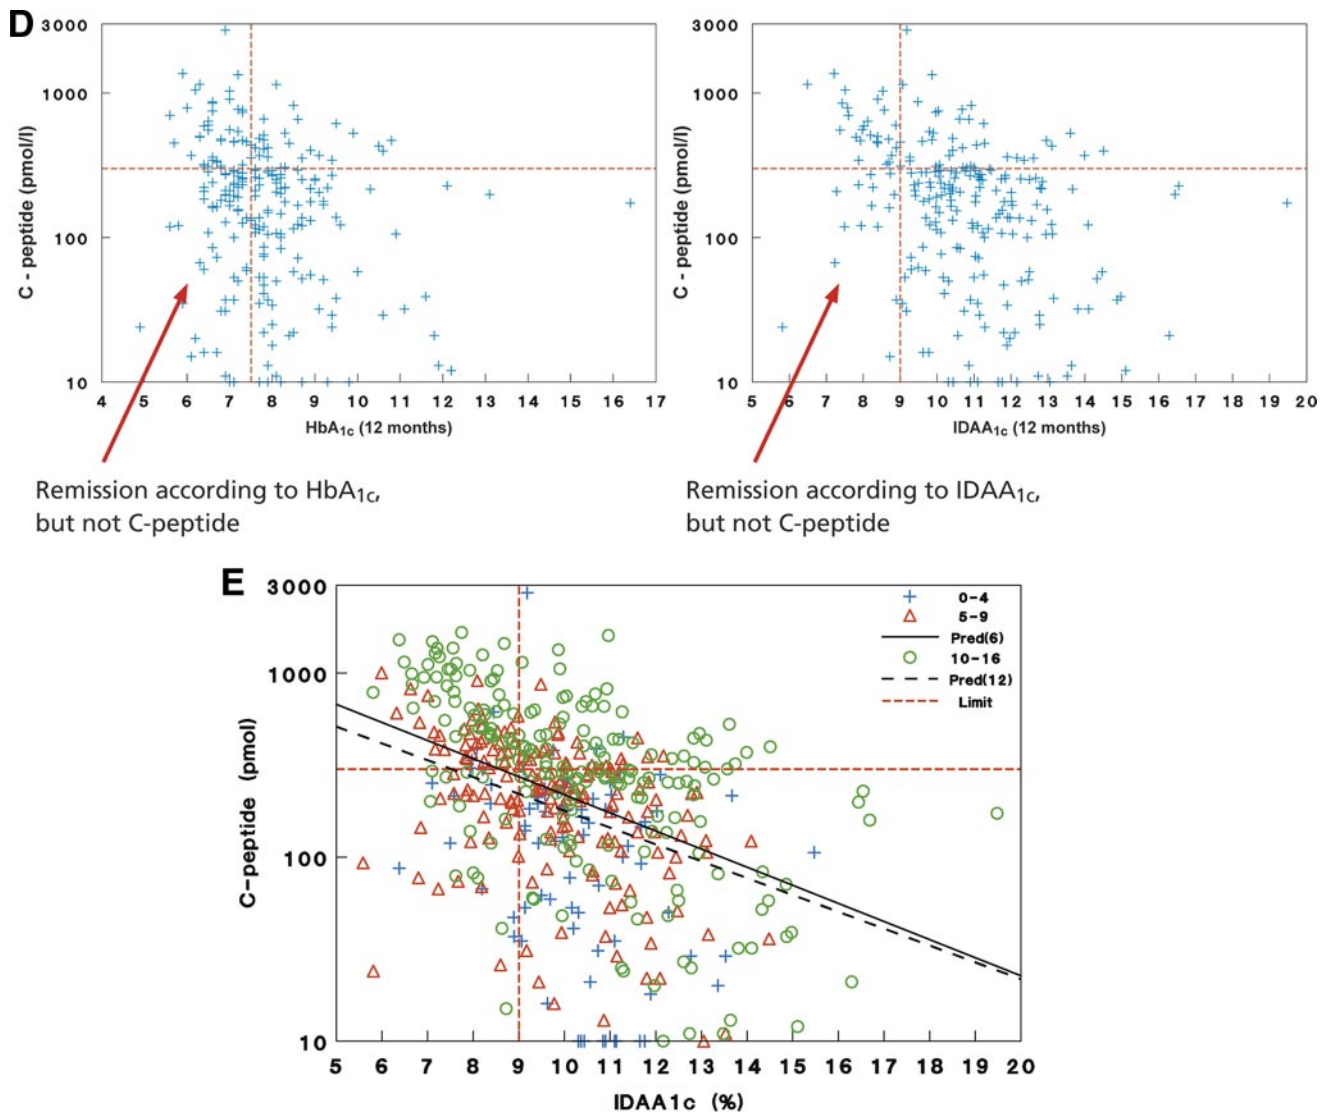 D
3000
1000
100
10
C - peptide (pmol/l)
4 5 6 7 8 9 10 11 12 13 14 15 16 17
HbA1c (12 months)
Remission according to HbA1c,
but not C-peptide
3000
1000
100
10
C - peptide (pmol/l)
5 6 7 8 9 10 11 12 13 14 15 16 17 18 19 20
IDAA1c (12 months)
Remission according to IDAA1c,
but not C-peptide
E
3000
1000
100
10
C-peptide (pmol)
0-4
5-9
Pred(6)
10-16
Pred(12)
Limit
5 6 7 8 9 10 11 12 13 14 15 16 17 18 19 20
IDAA1c (%)